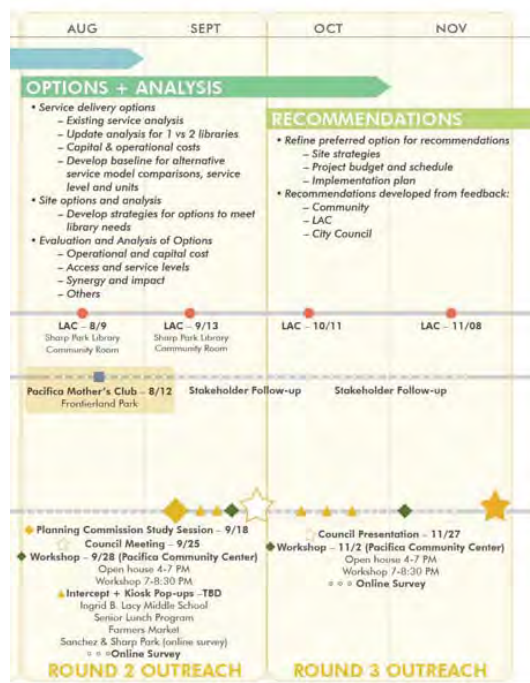 AUG SEPT OCT NOV
OPTIONS + ANALYSIS
• Service delivery options
– Existing service analysis
– Update analysis for 1 vs 2 libraries
– Capital & operational costs
– Develop baseline for alternative
service model comparisons, service
level and units
• Site options and analysis
– Develop strategies for options to meet
library needs
• Evaluation and Analysis of Options
– Operational and capital cost
– Access and service levels
– Synergy and impact
– Others
RECOMMENDATIONS
• Refine preferred option for recommendations
– Site strategies
– Project budget and schedule
– Implementation plan
• Recommendations developed from feedback:
– Community
– LAC
– City Council
LAC – 8/9
Sharp Park Library
Community Room
LAC – 9/13
Sharp Park Library
Community Room
LAC – 10/11
LAC – 11/08
Pacifica Mother's Club – 8/12
Frontierland Park
Stakeholder Follow-up
Stakeholder Follow-up
Planning Commission Study Session – 9/18
Council Meeting – 9/25
Workshop – 9/28 (Pacifica Community Center)
Open house 4-7 PM
Workshop 7-8:30 PM
Intercept + Kiosk Pop-ups –TBD
Ingrid B. Lacy Middle School
Senior Lunch Program
Farmers Market
Sanchez & Sharp Park (online survey)
Online Survey
ROUND 2 OUTREACH
Council Presentation – 11/27
Workshop – 11/2 (Pacifica Community Center)
Open house 4-7 PM
Workshop 7-8:30 PM
Online Survey
ROUND 3 OUTREACH